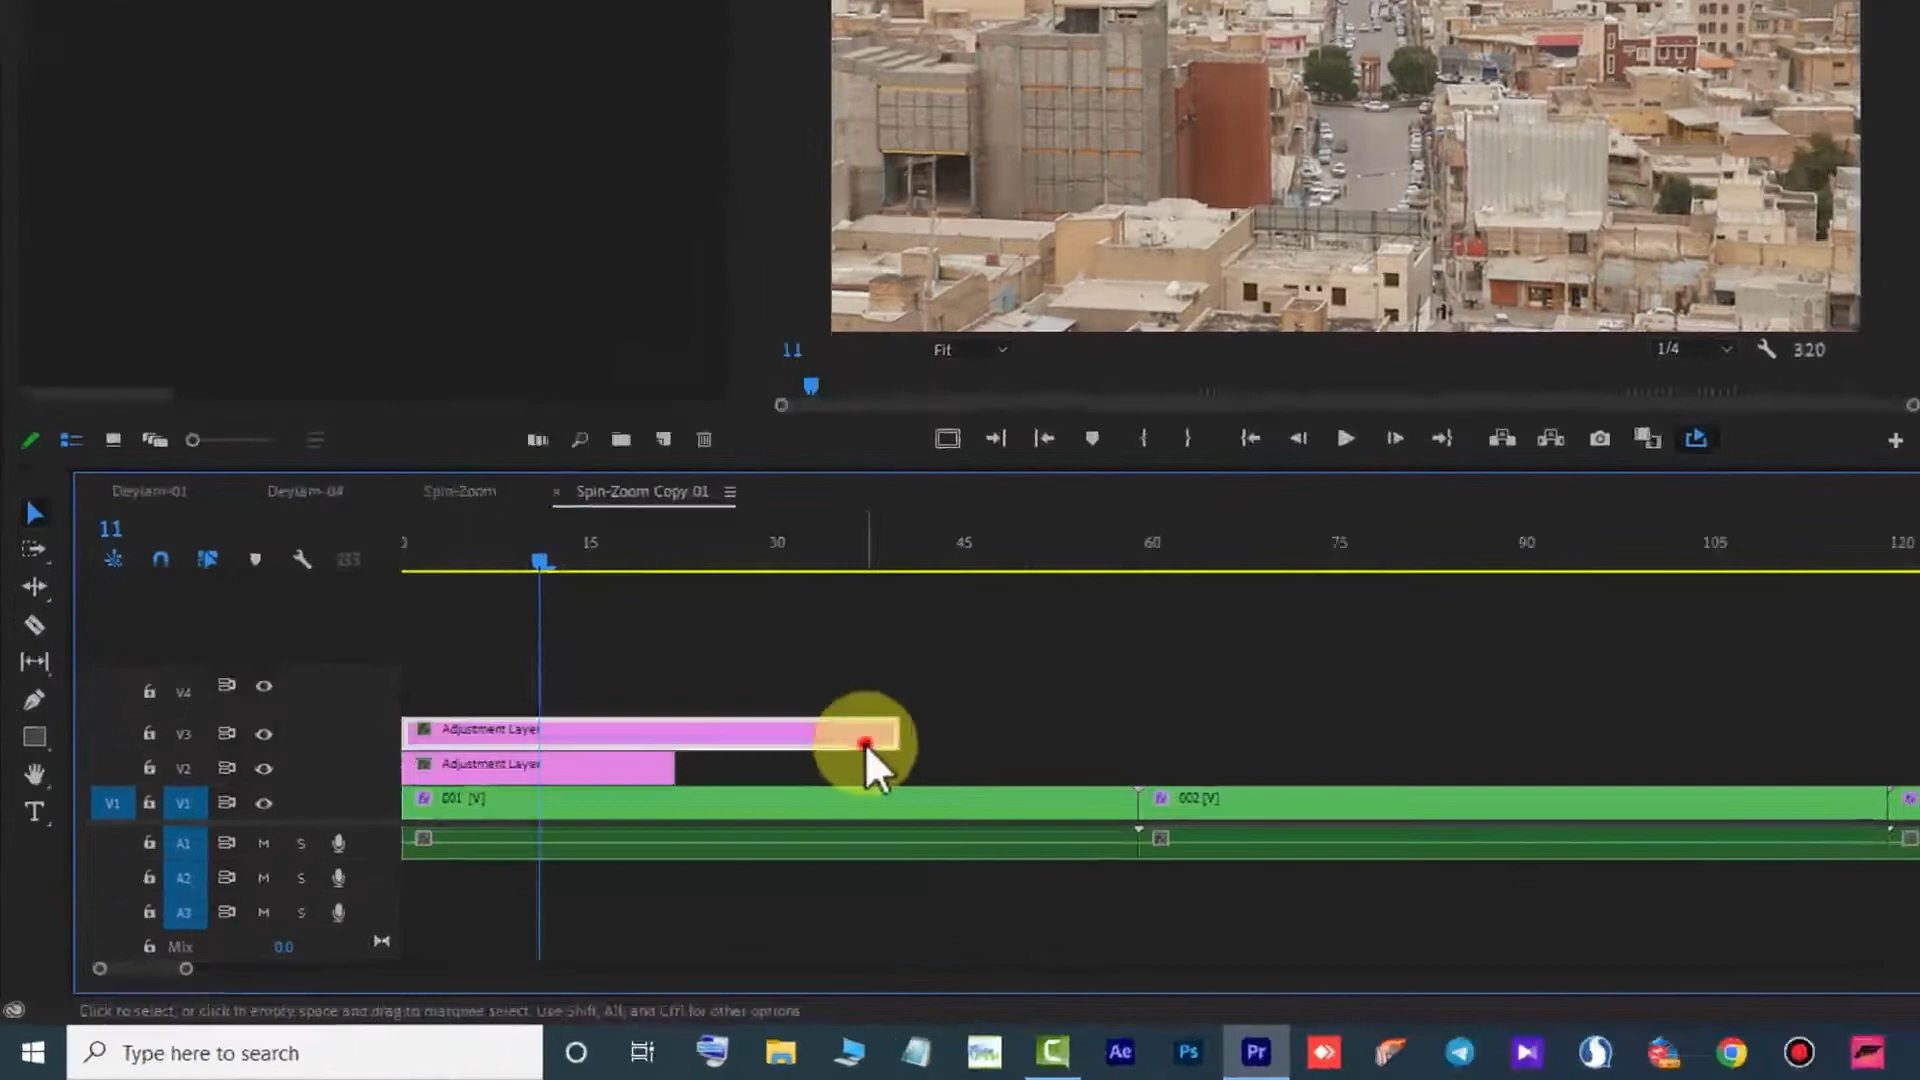 11
Fit
1/4
320
Deylam-01
Deylam-04
Spin-Zoom
× Spin-Zoom Copy 01
11
0 15 30 45 60 75 90 105 120
V4
V3
Adjustment Layer
V2
Adjustment Layer
V1 V1
001 [V]
002 [V]
A1 M S
A2 M S
A3 M S
Mix 0.0
Click to select, or click in empty space and drag to marquee select. Use Shift, Alt, and Ctrl for other options
Type here to search
Ae
Ps
Pr